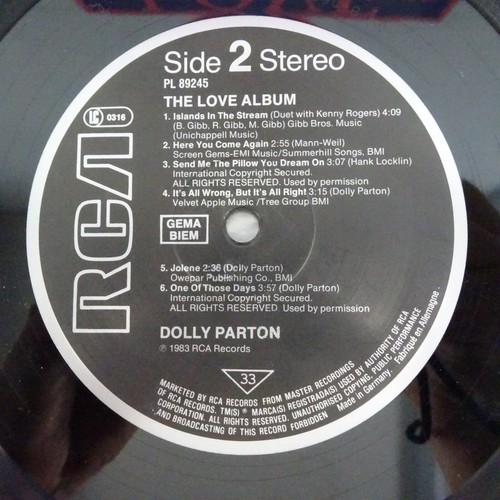 Side 2 Stereo
PL 89245
THE LOVE ALBUM
1. Islands In The Stream (Duet with Kenny Rogers) 4:09
(B. Gibb, R. Gibb, M. Gibb) Gibb Bros. Music
(Unichappell Music)
2. Here You Come Again 2:55 (Mann-Weil)
Screen Gems-EMI Music/Summerhill Songs. BMI
3. Send Me The Pillow You Dream On 3:07 (Hank Locklin)
International Copyright Secured.
ALL RIGHTS RESERVED. Used by permission
4. It's All Wrong, But It's All Right 3:15 (Dolly Parton)
Velvet Apple Music /Tree Group BMI
LC 0316
RCA
GEMA
BIEM
5. Jolene 2:36 (Dolly Parton)
Owepar Publishing Co., BMI
6. One Of Those Days 3:57 (Dolly Parton)
International Copyright Secured.
ALL RIGHTS RESERVED. Used by permission
DOLLY PARTON
℗ 1983 RCA Records
33
MARKETED BY RCA RECORDS FROM MASTER RECORDINGS
OF RCA RECORDS. TM(S) ® MARCA(S) REGISTRADA(S) USED BY AUTHORITY OF RCA
CORPORATION. ALL RIGHTS RESERVED. UNAUTHORISED COPYING, PUBLIC PERFORMANCE
AND BROADCASTING OF THIS RECORD FORBIDDEN
Made in Germany.
Fabriqué en Allemagne